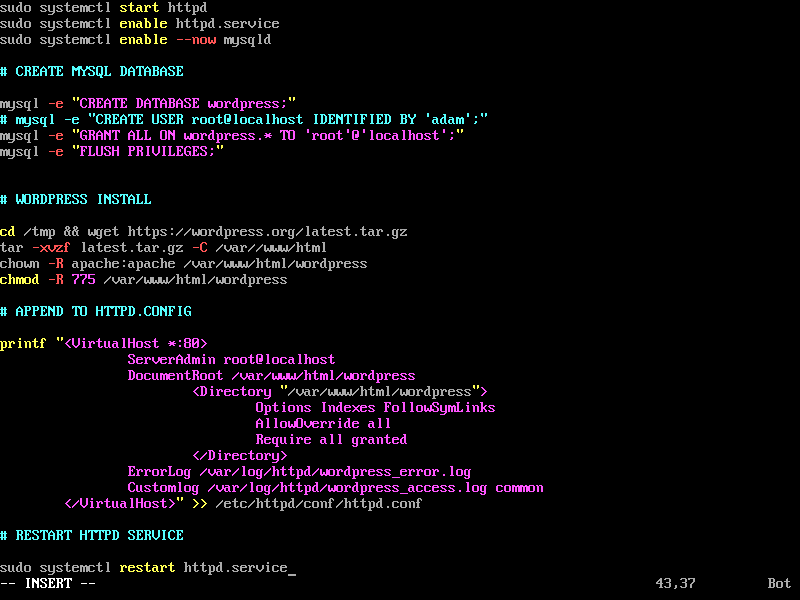 sudo systemctl start httpd
sudo systemctl enable httpd.service
sudo systemctl enable --now mysqld
# CREATE MYSQL DATABASE
mysql -e "CREATE DATABASE wordpress;"
# mysql -e "CREATE USER root@localhost IDENTIFIED BY 'adam';"
mysql -e "GRANT ALL ON wordpress.* TO 'root'@'localhost';"
mysql -e "FLUSH PRIVILEGES;"
# WORDPRESS INSTALL
cd /tmp && wget https://wordpress.org/latest.tar.gz
tar -xvzf latest.tar.gz -C /var//www/html
chown -R apache:apache /var/www/html/wordpress
chmod -R 775 /var/www/html/wordpress
# APPEND TO HTTPD.CONFIG
printf "<VirtualHost *:80>
ServerAdmin root@localhost
DocumentRoot /var/www/html/wordpress
<Directory "/var/www/html/wordpress">
Options Indexes FollowSymLinks
AllowOverride all
Require all granted
</Directory>
ErrorLog /var/log/httpd/wordpress_error.log
Customlog /var/log/httpd/wordpress_access.log common
</VirtualHost>" >> /etc/httpd/conf/httpd.conf
# RESTART HTTPD SERVICE
sudo systemctl restart httpd.service_
-- INSERT -- 43,37 Bot